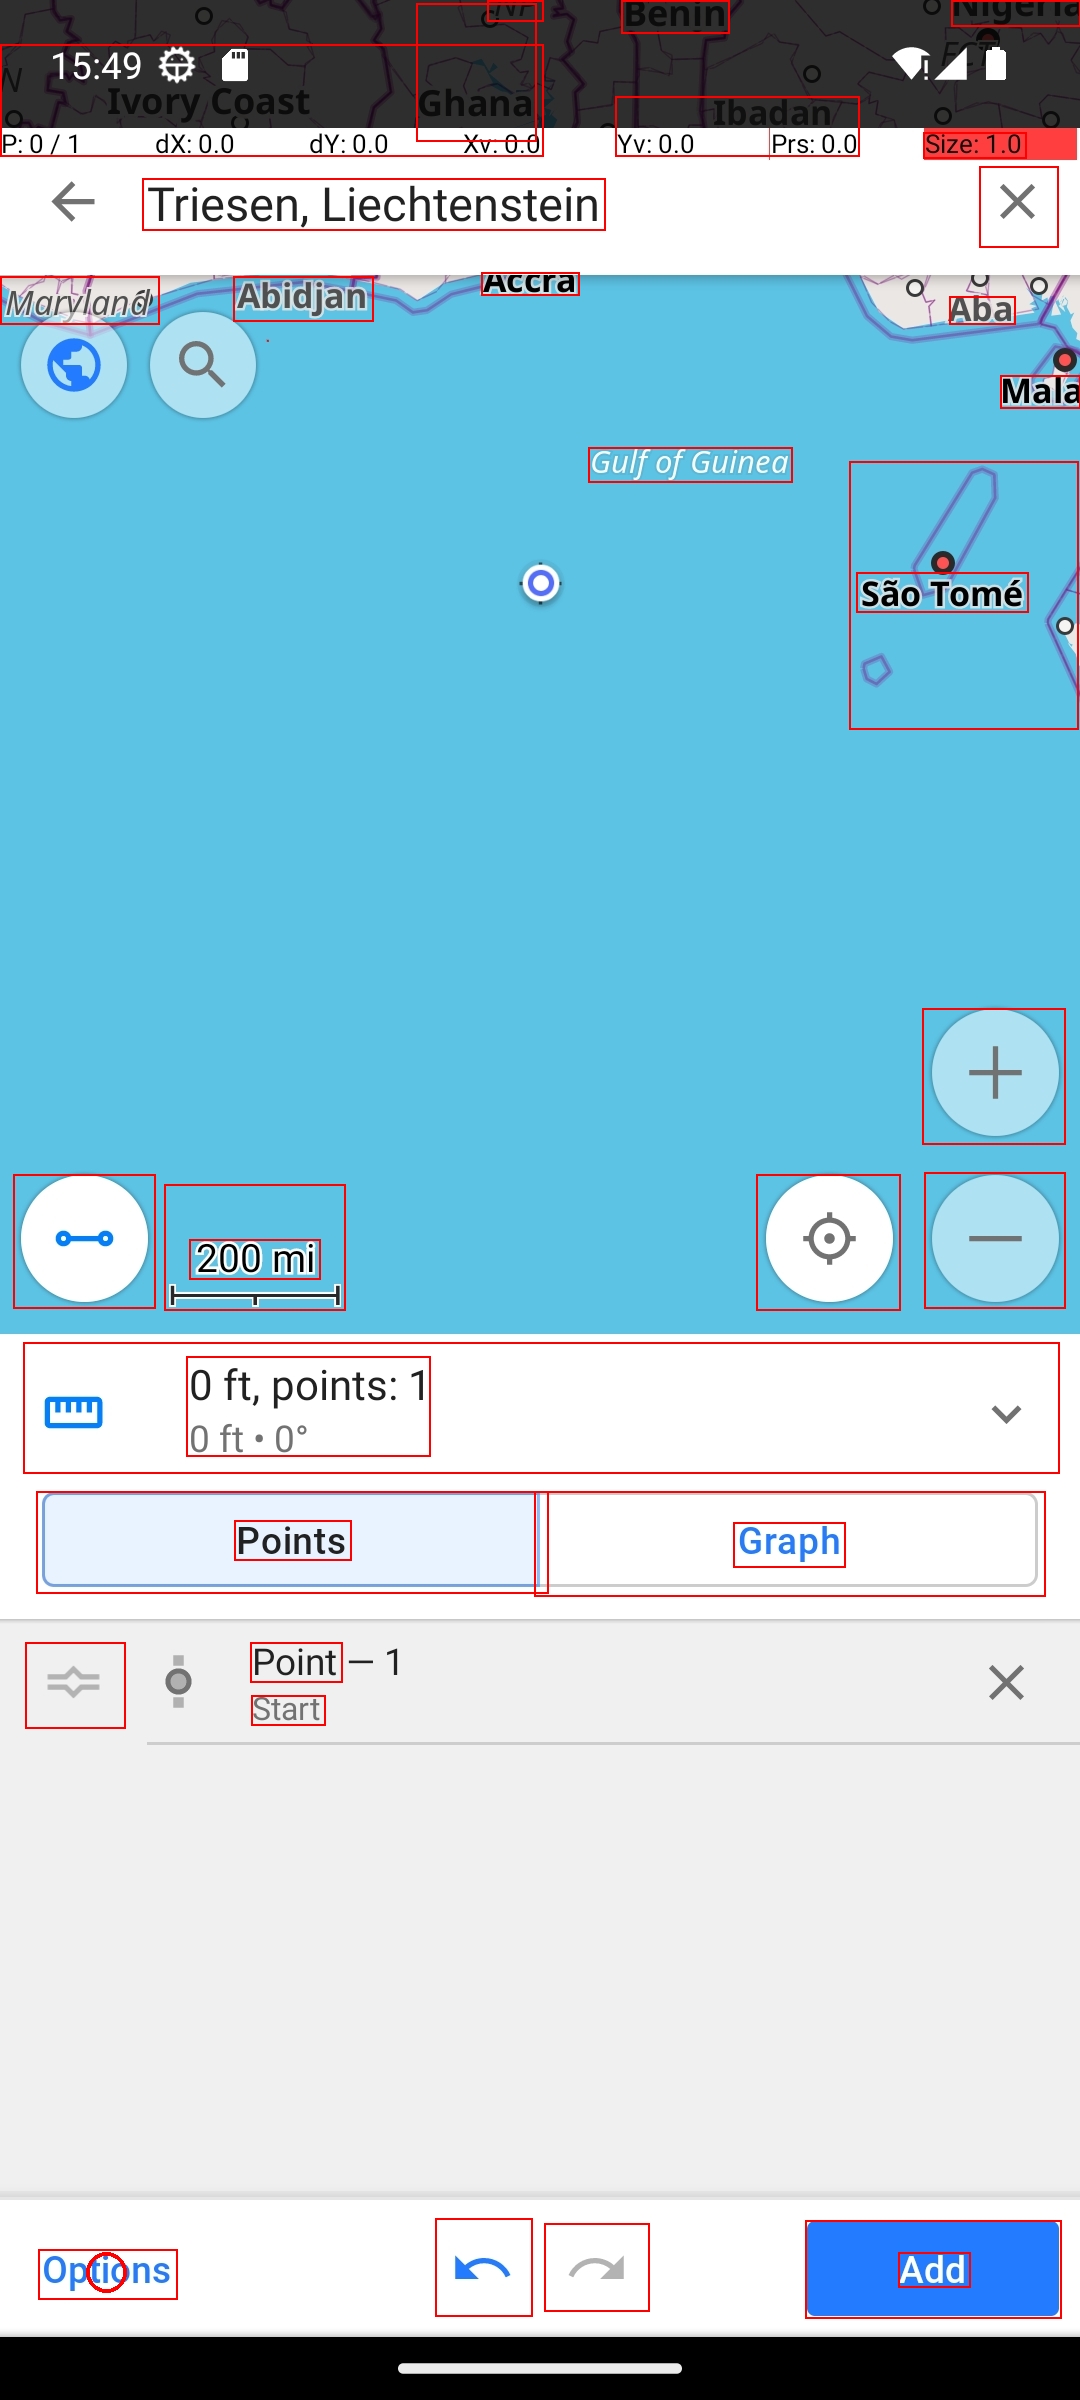 Benin
Nigeria
15:49
Ivory Coast
Ghana
Ibadan
P: 0 / 1 dX: 0.0 dY: 0.0 Xv: 0.0 Yv: 0.0 Prs: 0.0 Size: 1.0
Triesen, Liechtenstein
Maryland
Abidjan
Accra
Aba
Mala
Gulf of Guinea
São Tomé
200 mi
0 ft, points: 1
0 ft • 0°
Points
Graph
Point — 1
Start
Options
Add